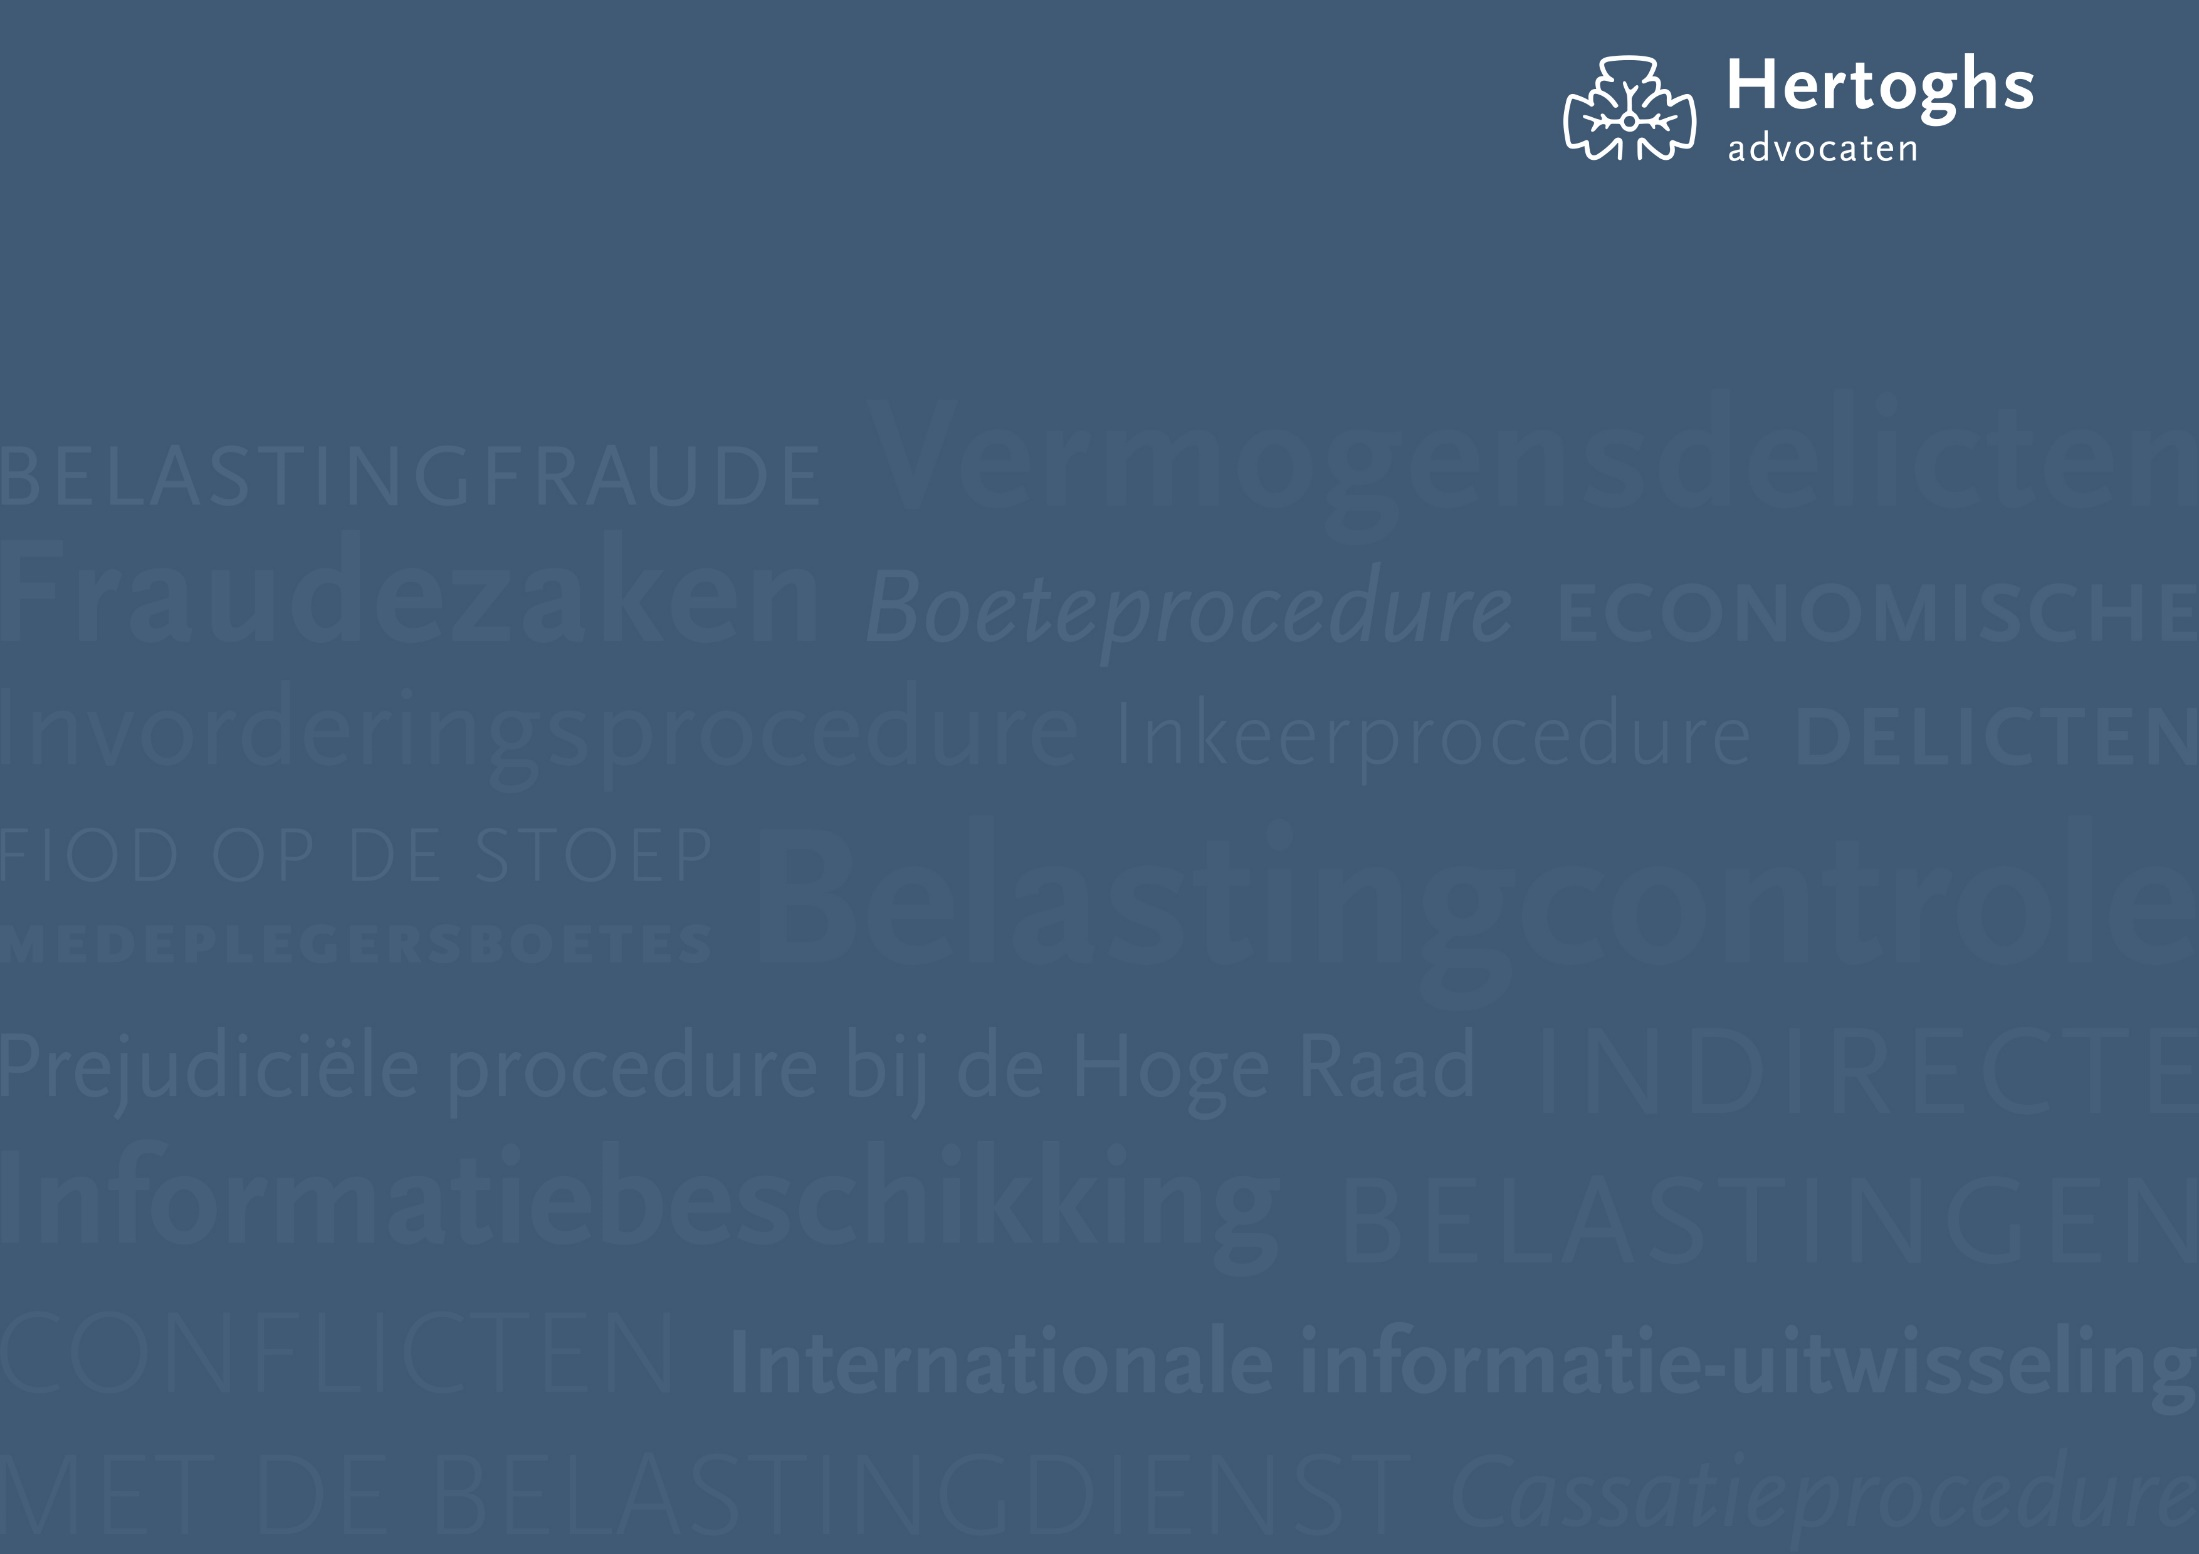 Hertoghs
advocaten
BELASTINGFRAUDE Vermogensdelicten
Fraudezaken Boeteprocedure ECONOMISCHE
Invorderingsprocedure Inkeerprocedure DELICTEN
FIOD OP DE STOEP Belastingcontrole
MEDEPLEGERSBOETES
Prejudiciële procedure bij de Hoge Raad INDIRECTE
Informatiebeschikking BELASTINGEN
CONFLICTEN Internationale informatie-uitwisseling
MET DE BELASTINGDIENST Cassatieprocedure